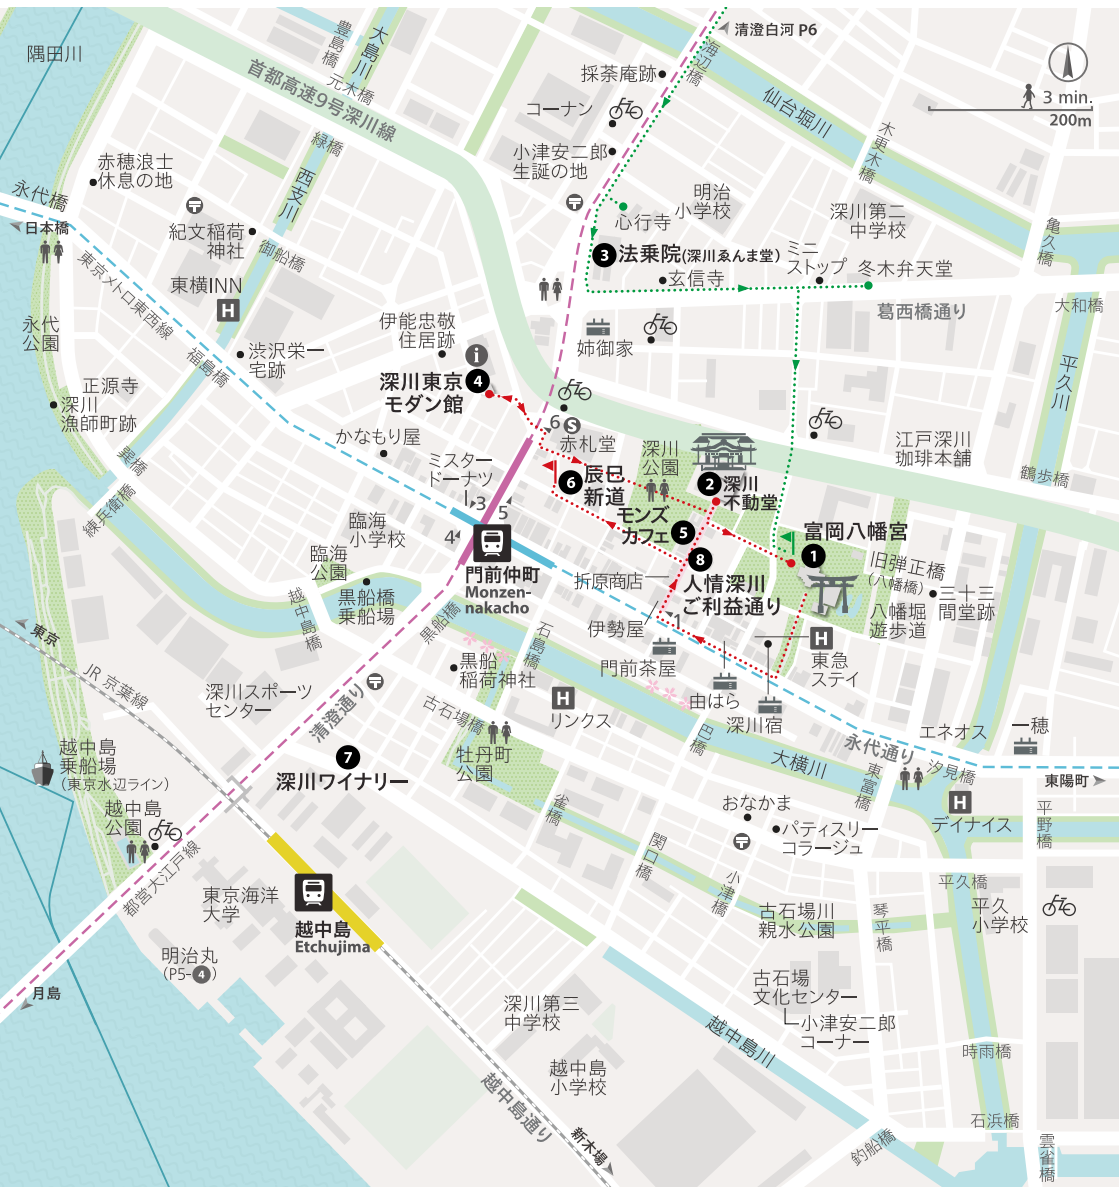 清澄白河 P6
隅田川
豊島橋
大島川
元木橋
首都高速9号深川線
海辺橋
採茶庵跡
コーナン
仙台堀川
3 min.
200m
木更木橋
緑橋
小津安二郎
生誕の地
赤穂浪士
休息の地
西支川
永代橋
日本橋
明治
小学校
深川第二
中学校
亀久橋
心行寺
紀文稲荷
神社
御船橋
3
法乗院(深川ゑんま堂)
ミニ
ストップ
冬木弁天堂
玄信寺
東京メトロ東西線
東横INN
H
葛西橋通り
大和橋
永代
公園
伊能忠敬
住居跡
姉御家
渋沢栄一
宅跡
福島橋
i
4
深川東京
モダン館
平久川
正源寺
深川
漁師町跡
6
S
赤札堂
かなもり屋
深川
公園
江戸深川
珈琲本舗
鶴歩橋
巽橋
練兵衛橋
ミスター
ドーナツ
3
5
4
6
辰巳
新道
2
深川
不動堂
モンズ
カフェ
5
臨海
小学校
富岡八幡宮
1
8
門前仲町
Monzen-
nakacho
臨海
公園
旧弾正橋
(八幡橋)
三十三
間堂跡
折原商店
人情深川
ご利益通り
越中島橋
黒船橋
乗船場
黒船橋
八幡堀
遊歩道
伊勢屋
1
石島橋
H
東急
ステイ
東京
JR 京葉線
黒船
稲荷神社
門前茶屋
深川スポーツ
センター
清澄通り
古石場橋
H
リンクス
由はら
深川宿
巴橋
エネオス
一穂
永代通り
越中島
乗船場
(東京水辺ライン)
牡丹町
公園
大横川
汐見橋
東富橋
東陽町
7
深川ワイナリー
越中島
公園
雀橋
おなかま
H
デイナイス
平野橋
パティスリー
コラージュ
関口橋
都営大江戸線
小津橋
平久橋
東京海洋
大学
越中島
Etchujima
古石場川
親水公園
琴平橋
平久
小学校
明治丸
(P5-4)
月島
古石場
文化センター
小津安二郎
コーナー
深川第三
中学校
越中島川
時雨橋
越中島
小学校
越中島通り
新木場
石浜橋
釣船橋
雲雀橋